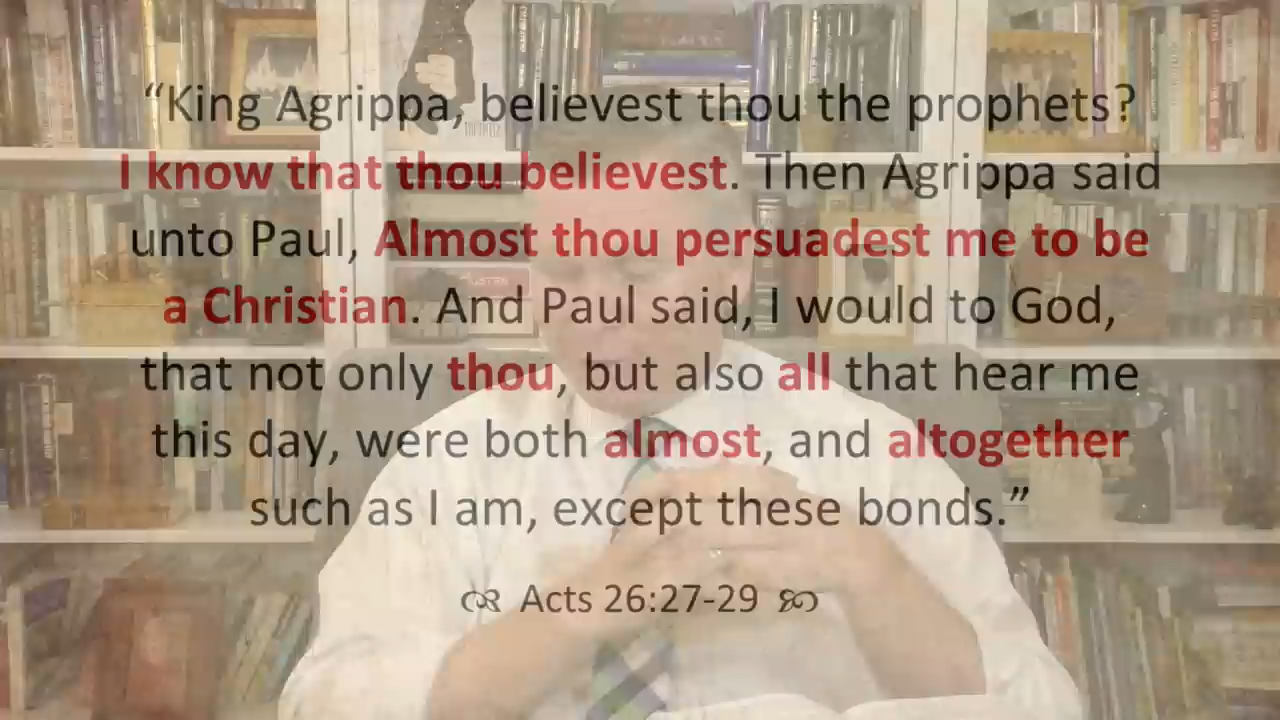 “King Agrippa, believest thou the prophets?
I know that thou believest. Then Agrippa said
unto Paul, Almost thou persuadest me to be
a Christian. And Paul said, I would to God,
that not only thou, but also all that hear me
this day, were both almost, and altogether
such as I am, except these bonds.”
Acts 26:27-29